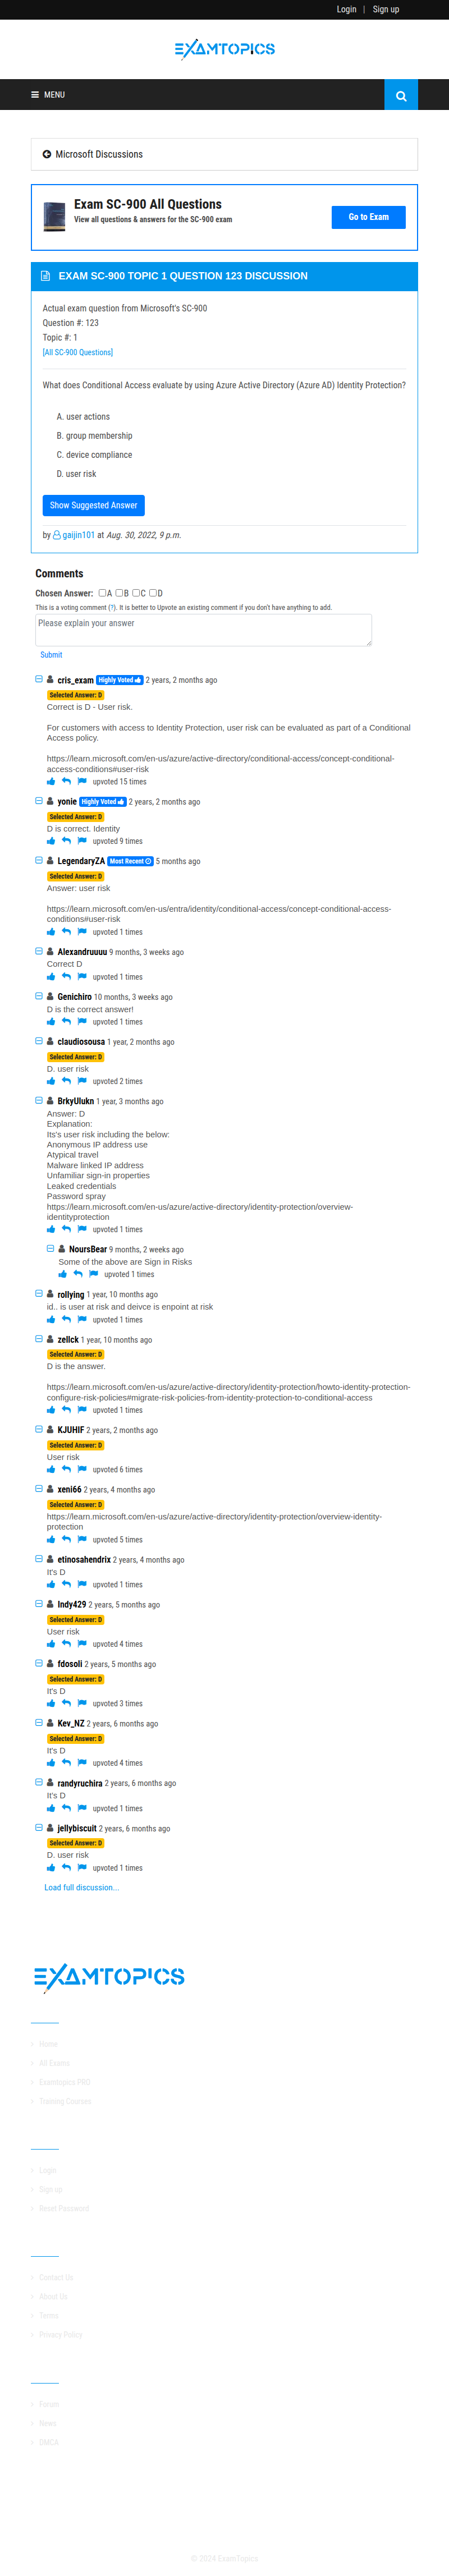 Login | Sign up
EXAMTOPICS
MENU
Microsoft Discussions
Exam SC-900 All Questions
View all questions & answers for the SC-900 exam
Go to Exam
EXAM SC-900 TOPIC 1 QUESTION 123 DISCUSSION
Actual exam question from Microsoft's SC-900
Question #: 123
Topic #: 1
[All SC-900 Questions]
What does Conditional Access evaluate by using Azure Active Directory (Azure AD) Identity Protection?
A. user actions
B. group membership
C. device compliance
D. user risk
Show Suggested Answer
by gaijin101 at Aug. 30, 2022, 9 p.m.
Comments
Chosen Answer: A B C D
This is a voting comment (?). It is better to Upvote an existing comment if you don't have anything to add.
Please explain your answer
Submit
cris_exam Highly Voted 2 years, 2 months ago
Selected Answer: D
Correct is D - User risk.
For customers with access to Identity Protection, user risk can be evaluated as part of a Conditional
Access policy.
https://learn.microsoft.com/en-us/azure/active-directory/conditional-access/concept-conditional-
access-conditions#user-risk
upvoted 15 times
yonie Highly Voted 2 years, 2 months ago
Selected Answer: D
D is correct. Identity
upvoted 9 times
LegendaryZA Most Recent 5 months ago
Selected Answer: D
Answer: user risk
https://learn.microsoft.com/en-us/entra/identity/conditional-access/concept-conditional-access-
conditions#user-risk
upvoted 1 times
Alexandruuuu 9 months, 3 weeks ago
Correct D
upvoted 1 times
Genichiro 10 months, 3 weeks ago
D is the correct answer!
upvoted 1 times
claudiosousa 1 year, 2 months ago
Selected Answer: D
D. user risk
upvoted 2 times
BrkyUlukn 1 year, 3 months ago
Answer: D
Explanation:
Its's user risk including the below:
Anonymous IP address use
Atypical travel
Malware linked IP address
Unfamiliar sign-in properties
Leaked credentials
Password spray
https://learn.microsoft.com/en-us/azure/active-directory/identity-protection/overview-
identityprotection
upvoted 1 times
NoursBear 9 months, 2 weeks ago
Some of the above are Sign in Risks
upvoted 1 times
rollying 1 year, 10 months ago
id.. is user at risk and deivce is enpoint at risk
upvoted 1 times
zellck 1 year, 10 months ago
Selected Answer: D
D is the answer.
https://learn.microsoft.com/en-us/azure/active-directory/identity-protection/howto-identity-protection-
configure-risk-policies#migrate-risk-policies-from-identity-protection-to-conditional-access
upvoted 1 times
KJUHIF 2 years, 2 months ago
Selected Answer: D
User risk
upvoted 6 times
xeni66 2 years, 4 months ago
Selected Answer: D
https://learn.microsoft.com/en-us/azure/active-directory/identity-protection/overview-identity-
protection
upvoted 5 times
etinosahendrix 2 years, 4 months ago
It's D
upvoted 1 times
Indy429 2 years, 5 months ago
Selected Answer: D
User risk
upvoted 4 times
fdosoli 2 years, 5 months ago
Selected Answer: D
It's D
upvoted 3 times
Kev_NZ 2 years, 6 months ago
Selected Answer: D
It's D
upvoted 4 times
randyruchira 2 years, 6 months ago
It's D
upvoted 1 times
jellybiscuit 2 years, 6 months ago
Selected Answer: D
D. user risk
upvoted 1 times
Load full discussion...
EXAMTOPICS
Home
All Exams
Examtopics PRO
Training Courses
Login
Sign up
Reset Password
Contact Us
About Us
Terms
Privacy Policy
Forum
News
DMCA
© 2024 ExamTopics